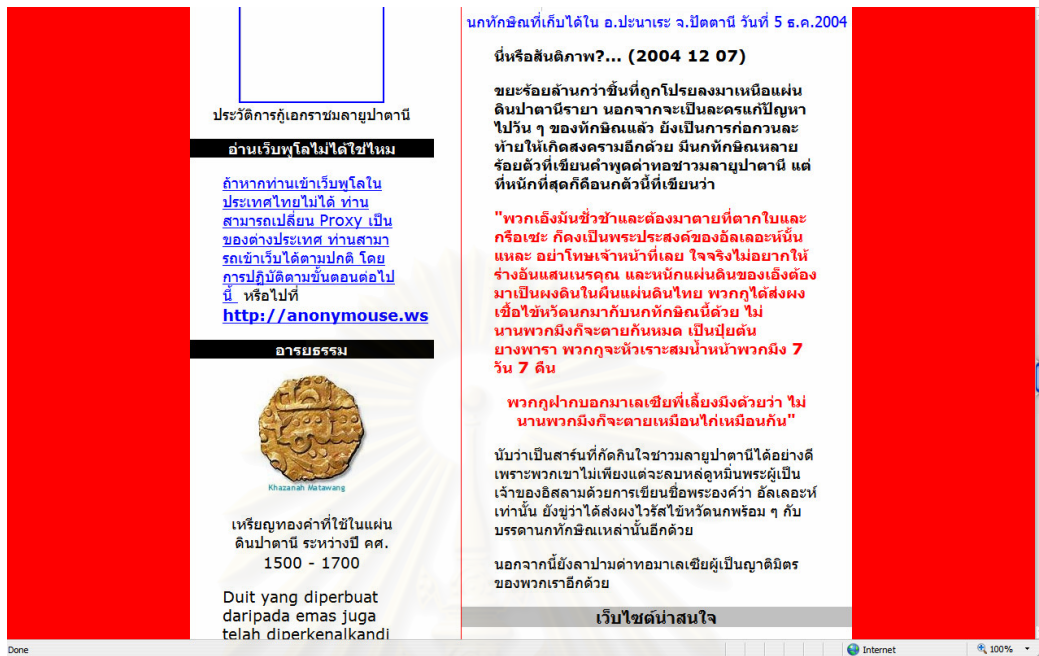 ประวัติการกู้เอกราชมลายูปาตานี
อ่านเว็บพูโลไม่ได้ใช่ไหม
ถ้าหากท่านเข้าเว็บพูโลใน
ประเทศไทยไม่ได้ ท่าน
สามารถเปลี่ยน Proxy เป็น
ของต่างประเทศ ท่านสามา
รถเข้าเว็บได้ตามปกติ โดย
การปฏิบัติตามขั้นตอนต่อไป
นี้ หรือไปที่
http://anonymouse.ws
อารยธรรม
Khazanah Matawang
เหรียญทองคำที่ใช้ในแผ่น
ดินปาตานี ระหว่างปี คศ.
1500 - 1700
Duit yang diperbuat
daripada emas juga
telah diperkenalkandi
นกทักษิณที่เก็บได้ใน อ.ปะนาเระ จ.ปัตตานี วันที่ 5 ธ.ค.2004
นี่หรือสันติภาพ?... (2004 12 07)
ขยะร้อยล้านกว่าชิ้นที่ถูกโปรยลงมาเหนือแผ่น
ดินปาตานีรายา นอกจากจะเป็นละครแก้ปัญหา
ไปวัน ๆ ของทักษิณแล้ว ยังเป็นการก่อกวนละ
ท้ายให้เกิดสงครามอีกด้วย มีนกทักษิณหลาย
ร้อยตัวที่เขียนคำพูดด่าทอชาวมลายูปาตานี แต่
ที่หนักที่สุดก็คือนกตัวนี้ที่เขียนว่า
"พวกเอ็งมันชั่วช้าและต้องมาตายที่ตากใบและ
กรือเซะ ก็คงเป็นพระประสงค์ของอัลเลอะห์นั้น
แหละ อย่าโทษเจ้าหน้าที่เลย ใจจริงไม่อยากให้
ร่างอันแสนเนรคุณ และหนักแผ่นดินของเอ็งต้อง
มาเป็นผงดินในผืนแผ่นดินไทย พวกกูได้ส่งผง
เชื้อไข้หวัดนกมากับนกทักษิณนี้ด้วย ไม่
นานพวกมึงก็จะตายกันหมด เป็นปุ๋ยต้น
ยางพารา พวกกูจะหัวเราะสมน้ำหน้าพวกมึง 7
วัน 7 คืน
พวกกูฝากบอกมาเลเซียพี่เลี้ยงมึงด้วยว่า ไม่
นานพวกมึงก็จะตายเหมือนไก่เหมือนกัน"
นับว่าเป็นสาร์นที่กัดกินใจชาวมลายูปาตานีได้อย่างดี
เพราะพวกเขาไม่เพียงแต่จะลบหลู่ดูหมิ่นพระผู้เป็น
เจ้าของอิสลามด้วยการเขียนชื่อพระองค์ว่า อัลเลอะห์
เท่านั้น ยังขู่ว่าได้ส่งผงไวรัสไข้หวัดนกพร้อม ๆ กับ
บรรดานกทักษิณเหล่านั้นอีกด้วย
นอกจากนี้ยังลาปามด่าทอมาเลเซียผู้เป็นญาติมิตร
ของพวกเราอีกด้วย
เว็บไซต์น่าสนใจ
Done
Internet
100%